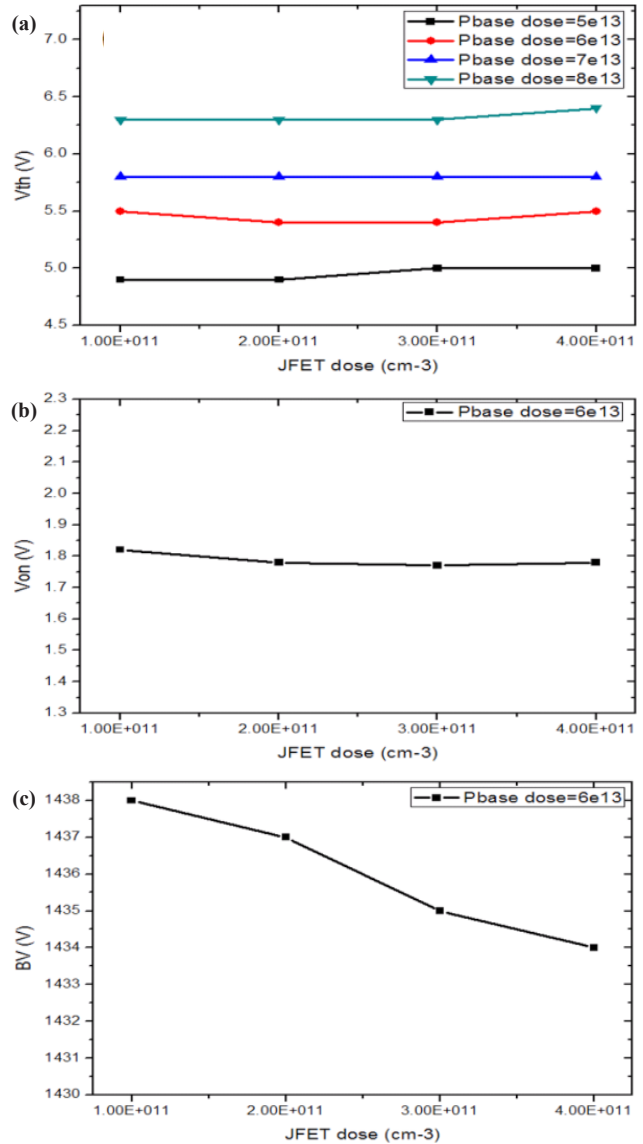 (a)
Pbase dose=5e13
Pbase dose=6e13
Pbase dose=7e13
Pbase dose=8e13
7.0
6.5
6.0
5.5
5.0
4.5
Vth (V)
1.00E+011 2.00E+011 3.00E+011 4.00E+011
JFET dose (cm-3)
(b)
Pbase dose=6e13
2.3
2.2
2.1
2.0
1.9
1.8
1.7
1.6
1.5
1.4
1.3
Von (V)
1.00E+011 2.00E+011 3.00E+011 4.00E+011
JFET dose (cm-3)
(c)
Pbase dose=6e13
1438
1437
1436
1435
1434
1433
1432
1431
1430
BV (V)
1.00E+011 2.00E+011 3.00E+011 4.00E+011
JFET dose (cm-3)